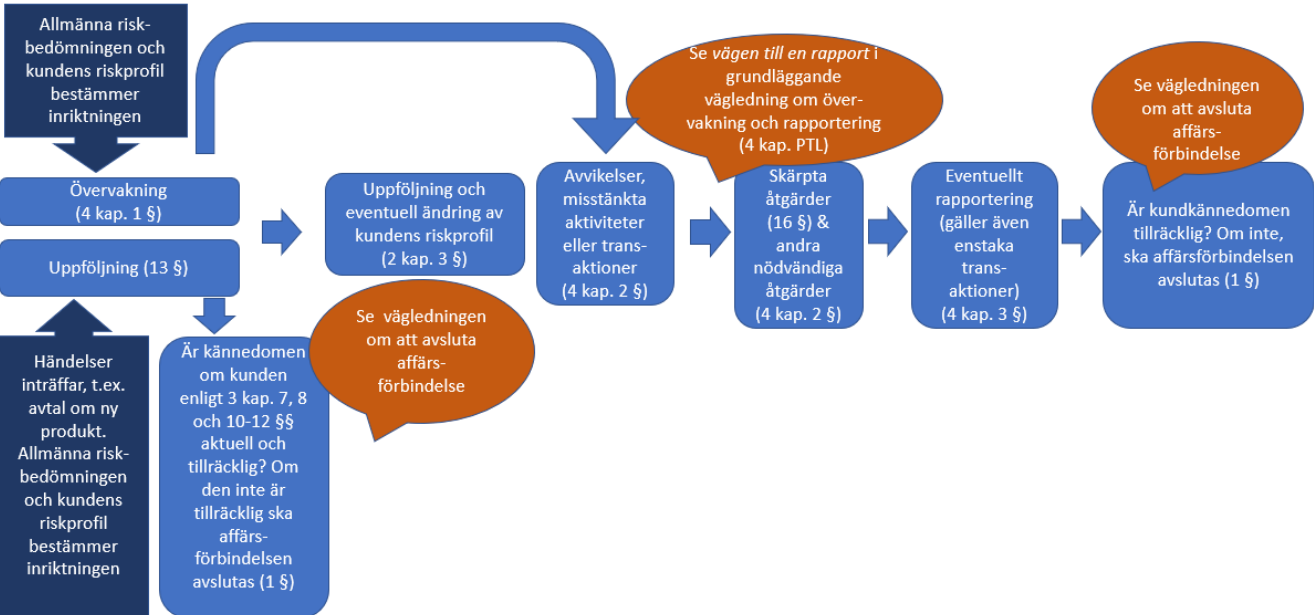 Allmänna risk-
bedömningen och
kundens riskprofil
bestämmer
inriktningen
Övervakning
(4 kap. 1 §)
Uppföljning (13 §)
Händelser
inträffar, t.ex.
avtal om ny
produkt.
Allmänna risk-
bedömningen
och kundens
riskprofil
bestämmer
inriktningen
Är kännedomen
om kunden
enligt 3 kap. 7, 8
och 10-12 §§
aktuell och
tillräcklig? Om
den inte är
tillräcklig ska
affärs-
förbindelsen
avslutas (1 §)
Uppföljning och
eventuell ändring av
kundens riskprofil
(2 kap. 3 §)
Se  vägledningen
om att avsluta
affärs-
förbindelse
Avvikelser,
misstänkta
aktiviteter
eller trans-
aktioner
(4 kap. 2 §)
Se vägen till en rapport i
grundläggande
vägledning om över-
vakning och rapportering
(4 kap. PTL)
Skärpta
åtgärder
(16 §) &
andra
nödvändiga
åtgärder
(4 kap. 2 §)
Eventuellt
rapportering
(gäller även
enstaka
trans-
aktioner)
(4 kap. 3 §)
Se vägledningen
om att avsluta
affärs-
förbindelse
Är kundkännedomen
tillräcklig? Om inte,
ska affärsförbindelsen
avslutas (1 §)